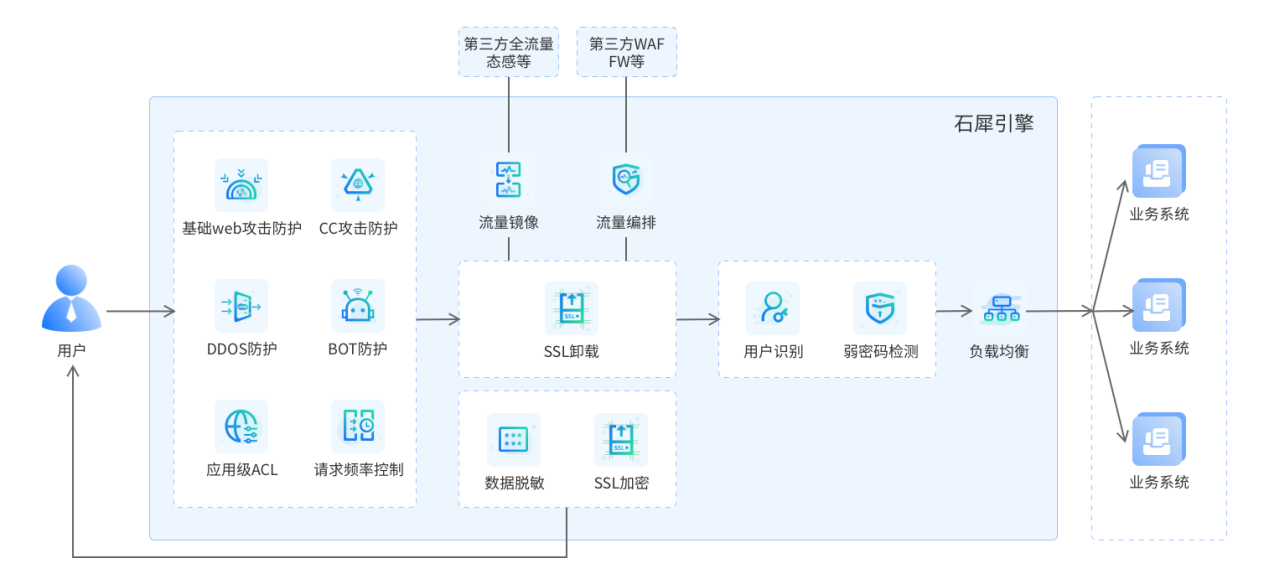 第三方全流量
态感等
第三方WAF
FW等
石犀引擎
基础web攻击防护
CC攻击防护
流量镜像
流量编排
业务系统
用户
DDOS防护
BOT防护
SSL
SSL卸载
用户识别
弱密码检测
负载均衡
业务系统
应用级ACL
请求频率控制
数据脱敏
SSL
SSL加密
业务系统